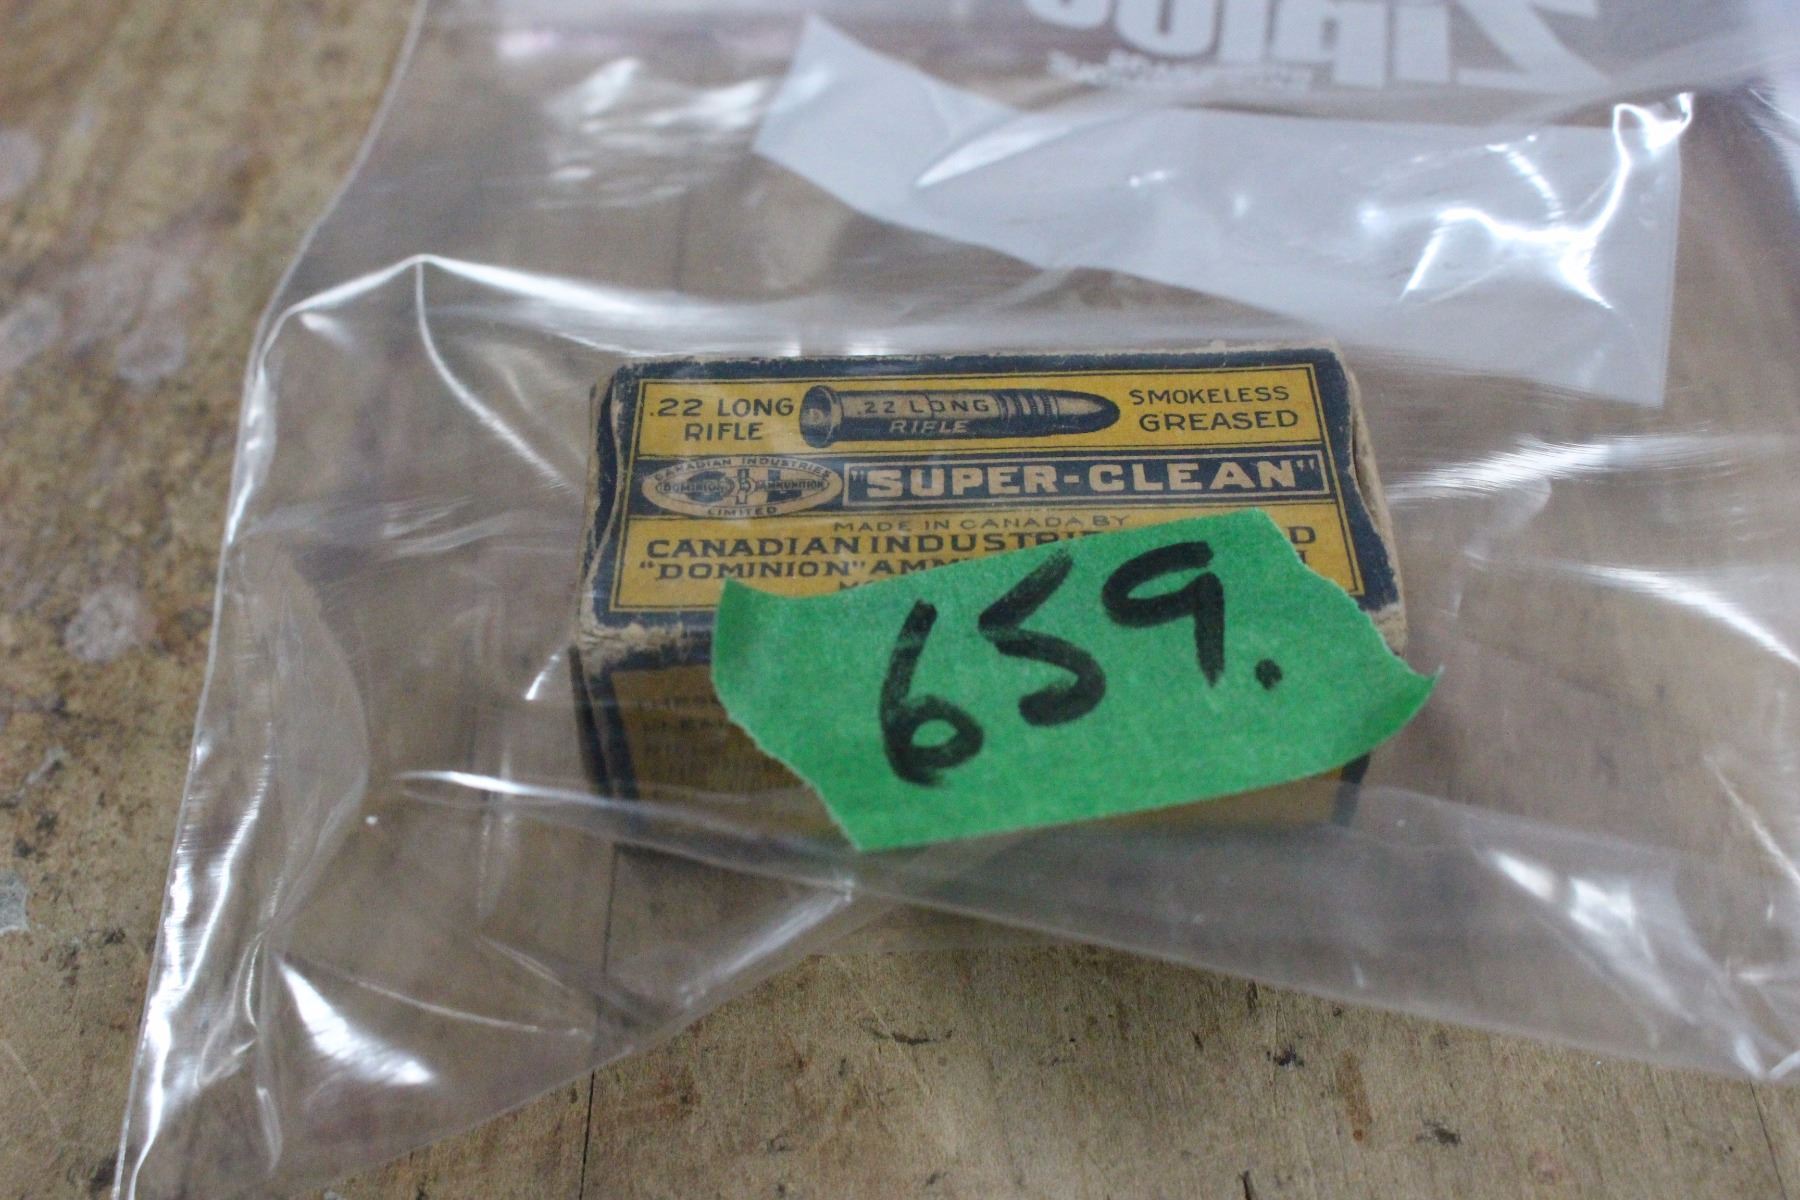 .22 LONG
RIFLE
.22 LONG
RIFLE
SMOKELESS
GREASED
CANADIAN INDUSTRIES
DOMINION AMMUNITION
LIMITED
"SUPER-CLEAN"
MADE IN CANADA BY
CANADIAN INDUSTRI D
"DOMINION" AMM
659.